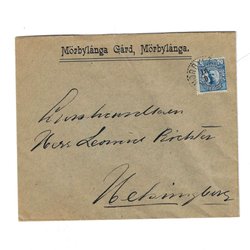 Mörbylånga Gård, Mörbylånga.
Herr Leonard Richter
Helsingborg